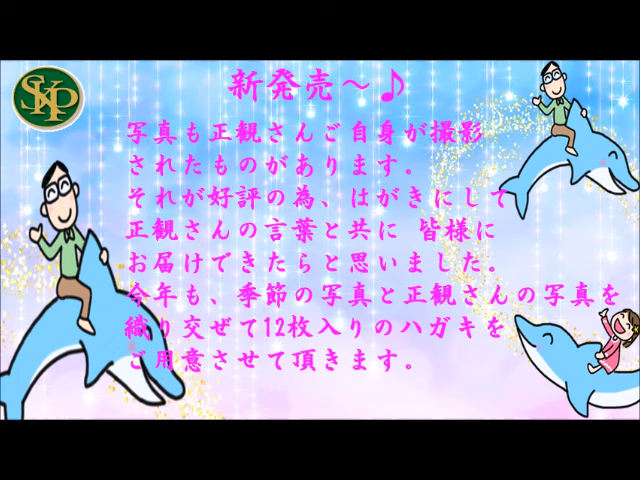 SKP
新発売～♪
写真も正観さんご自身が撮影
されたものがあります。
それが好評の為、はがきにして
正観さんの言葉と共に 皆様に
お届けできたらと思いました。
今年も、季節の写真と正観さんの写真を
織り交ぜて12枚入りのハガキを
ご用意させて頂きます。